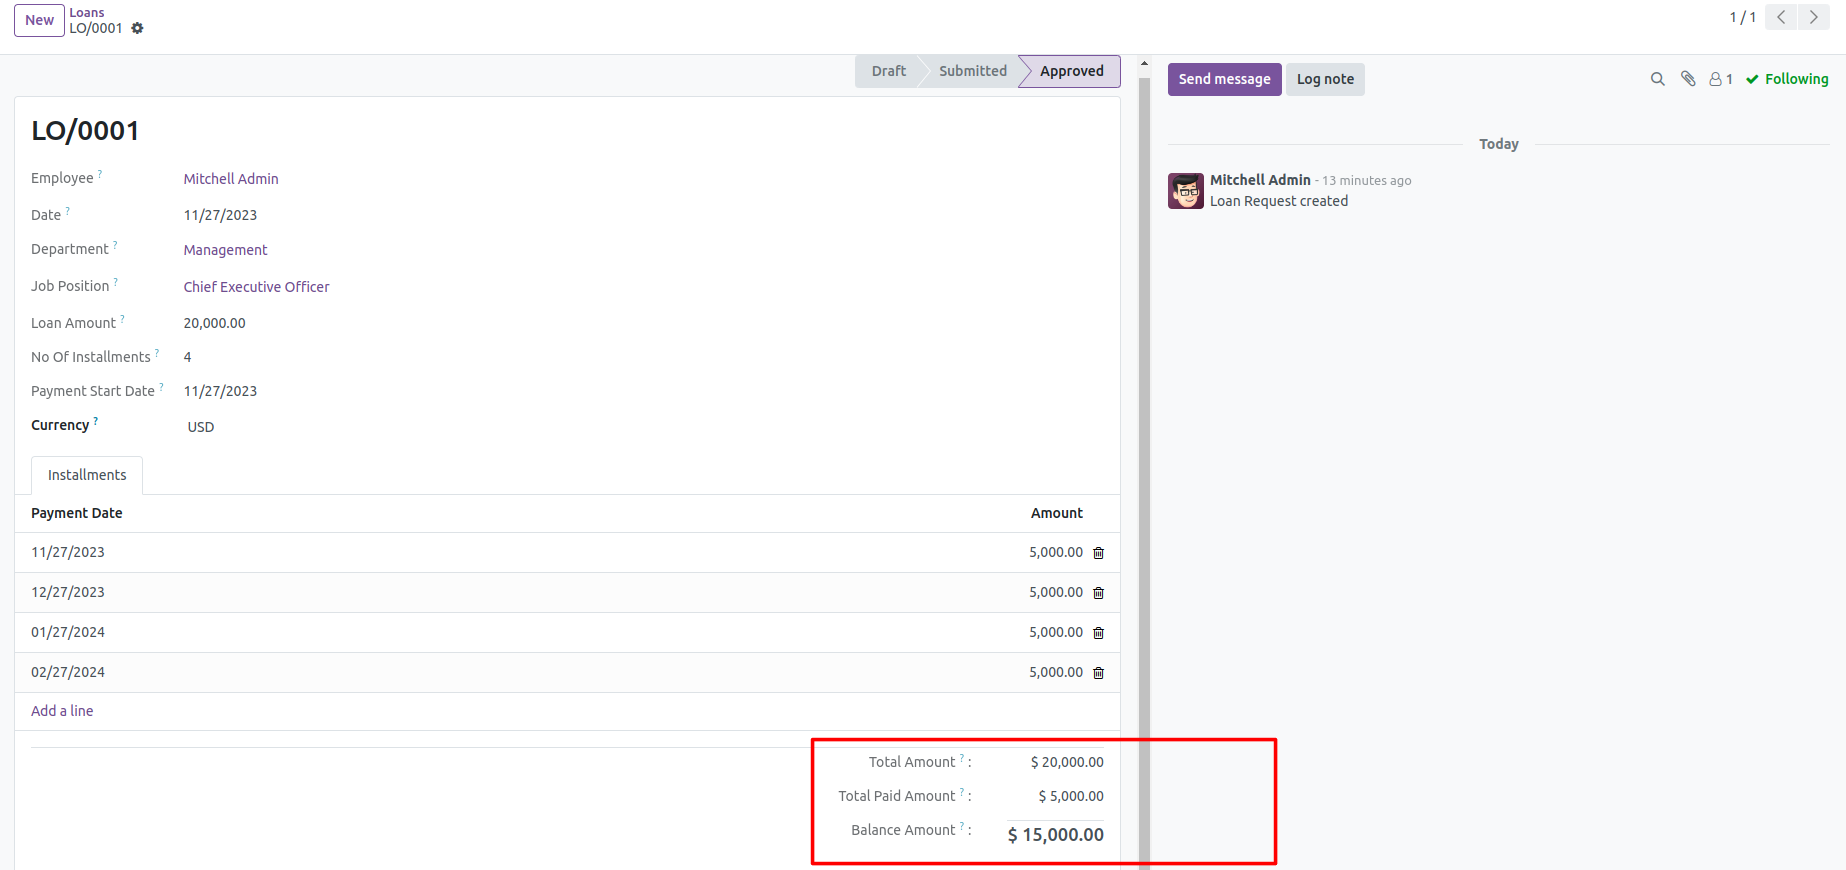 New
Loans
LO/0001
1 / 1
Draft
Submitted
Approved
Send message
Log note
1
Following
LO/0001
Employee ?
Mitchell Admin
Date ?
11/27/2023
Department ?
Management
Job Position ?
Chief Executive Officer
Loan Amount ?
20,000.00
No Of Installments ?
4
Payment Start Date ?
11/27/2023
Currency ?
USD
Today
Mitchell Admin - 13 minutes ago
Loan Request created
Installments
Payment Date Amount
11/27/2023 5,000.00
12/27/2023 5,000.00
01/27/2024 5,000.00
02/27/2024 5,000.00
Add a line
Total Amount ? : $ 20,000.00
Total Paid Amount ? : $ 5,000.00
Balance Amount ? : $ 15,000.00